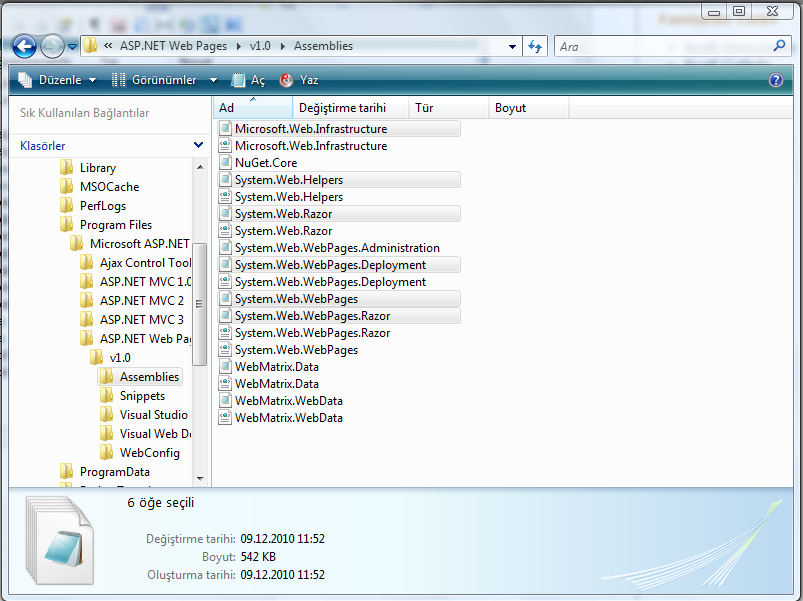 « ASP.NET Web Pages v1.0 Assemblies
Ara
Düzenle Görünümler Aç Yaz
Sık Kullanılan Bağlantılar
Klasörler
Library
MSOCache
PerfLogs
Program Files
Microsoft ASP.NET
Ajax Control Tool
ASP.NET MVC 1.0
ASP.NET MVC 2
ASP.NET MVC 3
ASP.NET Web Pag
v1.0
Assemblies
Snippets
Visual Studio
Visual Web De
WebConfig
ProgramData
Ad Değiştirme tarihi Tür Boyut
Microsoft.Web.Infrastructure
Microsoft.Web.Infrastructure
NuGet.Core
System.Web.Helpers
System.Web.Helpers
System.Web.Razor
System.Web.Razor
System.Web.WebPages.Administration
System.Web.WebPages.Deployment
System.Web.WebPages.Deployment
System.Web.WebPages
System.Web.WebPages.Razor
System.Web.WebPages.Razor
System.Web.WebPages
WebMatrix.Data
WebMatrix.Data
WebMatrix.WebData
WebMatrix.WebData
6 öğe seçili
Değiştirme tarihi: 09.12.2010 11:52
Boyut: 542 KB
Oluşturma tarihi: 09.12.2010 11:52